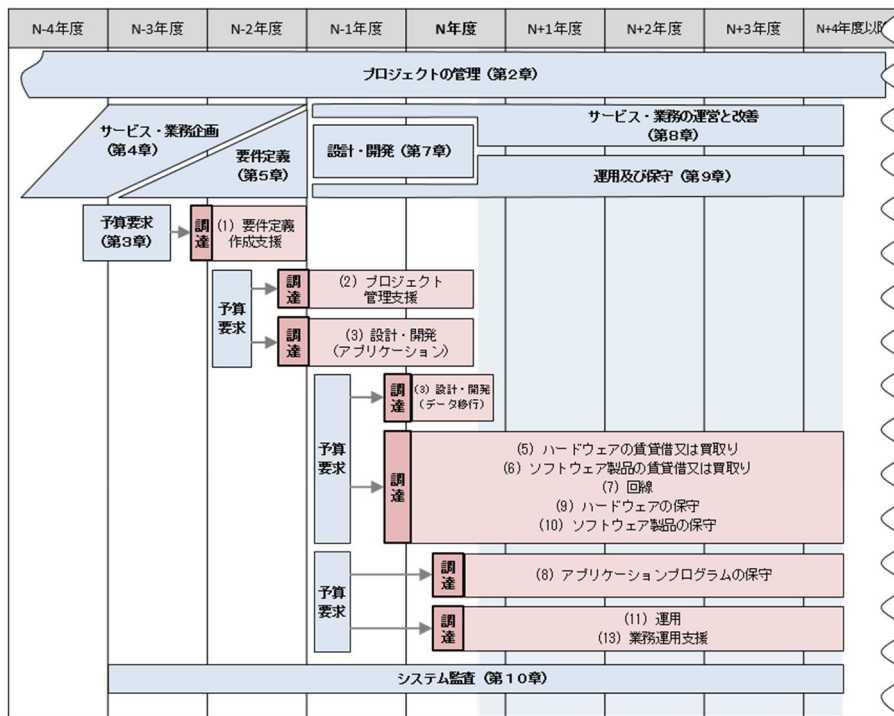 N-4年度 N-3年度 N-2年度 N-1年度 N年度 N+1年度 N+2年度 N+3年度 N+4年度以降
プロジェクトの管理（第2章）
サービス・業務企画
（第4章）
要件定義
（第5章）
設計・開発（第7章）
サービス・業務の運営と改善
（第8章）
運用及び保守（第9章）
予算要求
（第3章）
調達
(1) 要件定義
作成支援
予算
要求
調達
(2) プロジェクト
管理支援
調達
(3) 設計・開発
（アプリケーション）
予算
要求
調達
(3) 設計・開発
（データ移行）
調達
(5) ハードウェアの賃貸借又は買取り
(6) ソフトウェア製品の賃貸借又は買取り
(7) 回線
(9) ハードウェアの保守
(10) ソフトウェア製品の保守
予算
要求
調達
(8) アプリケーションプログラムの保守
調達
(11) 運用
(13) 業務運用支援
システム監査（第10章）